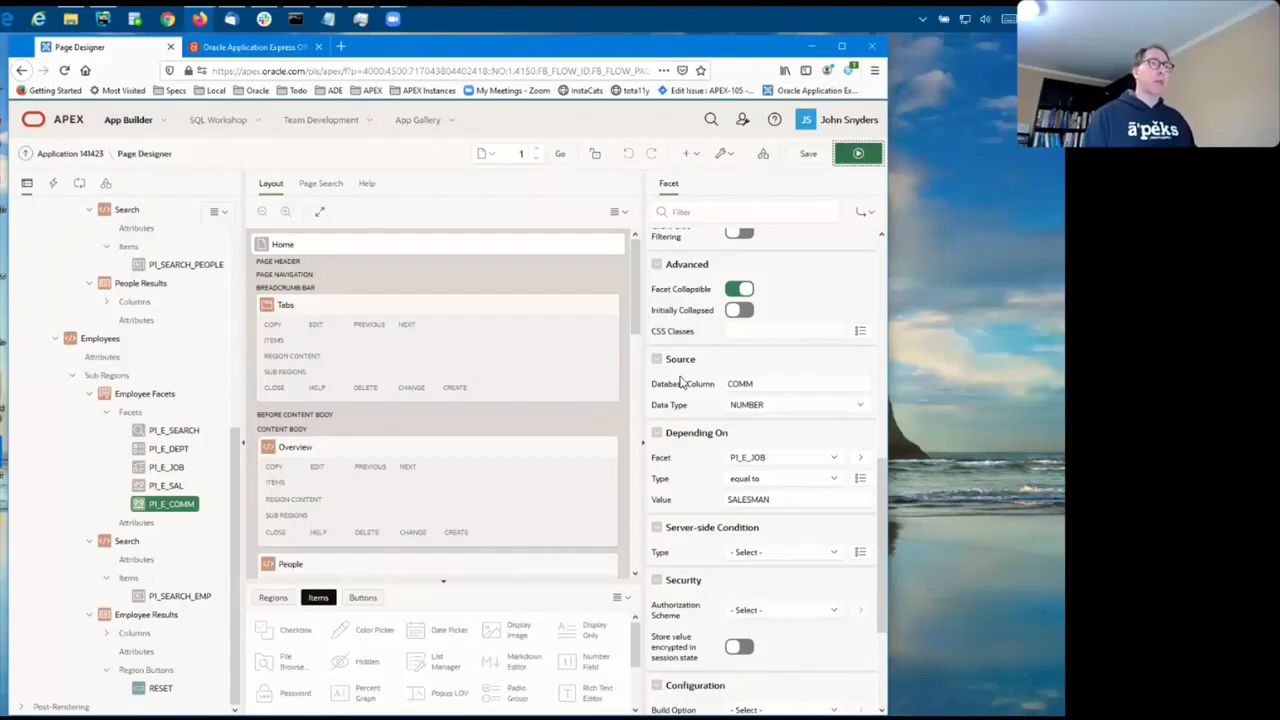 Page Designer
Oracle Application Express Of
https://apex.oracle.com/pls/apex/f?p=4000:4500:717043804402418::NO:1,4150:FB_FLOW_ID,FB_FLOW_PAG
Getting Started
Most Visited
Specs
Local
Oracle
Todo
ADE
APEX
APEX Instances
My Meetings - Zoom
instaCats
tota11y
Edit Issue : APEX-105 -...
Oracle Application Ex...
APEX
App Builder
SQL Workshop
Team Development
App Gallery
JS
John Snyders
āˈpěks
Application 141423
Page Designer
1
Go
Save
Layout
Page Search
Help
Facet
Filter
Search
Attributes
Items
P1_SEARCH_PEOPLE
People Results
Columns
Attributes
Employees
Attributes
Sub Regions
Employee Facets
Facets
P1_E_SEARCH
P1_E_DEPT
P1_E_JOB
P1_E_SAL
P1_E_COMM
Attributes
Search
Attributes
Items
P1_SEARCH_EMP
Employee Results
Columns
Attributes
Region Buttons
RESET
Post-Rendering
Home
PAGE HEADER
PAGE NAVIGATION
BREADCRUMB BAR
Tabs
COPY EDIT PREVIOUS NEXT
ITEMS
REGION CONTENT
SUB REGIONS
CLOSE HELP DELETE CHANGE CREATE
BEFORE CONTENT BODY
CONTENT BODY
Overview
COPY EDIT PREVIOUS NEXT
ITEMS
REGION CONTENT
SUB REGIONS
CLOSE HELP DELETE CHANGE CREATE
People
Regions
Items
Buttons
Checkbox
Color Picker
Date Picker
Display Image
Display Only
File Browse...
Hidden
List Manager
Markdown Editor
Number Field
Password
Percent Graph
Popup LOV
Radio Group
Rich Text Editor
Filtering
Advanced
Facet Collapsible
Initially Collapsed
CSS Classes
Source
Database Column COMM
Data Type NUMBER
Depending On
Facet P1_E_JOB
Type equal to
Value SALESMAN
Server-side Condition
Type - Select -
Security
Authorization Scheme - Select -
Store value encrypted in session state
Configuration
Build Option - Select -